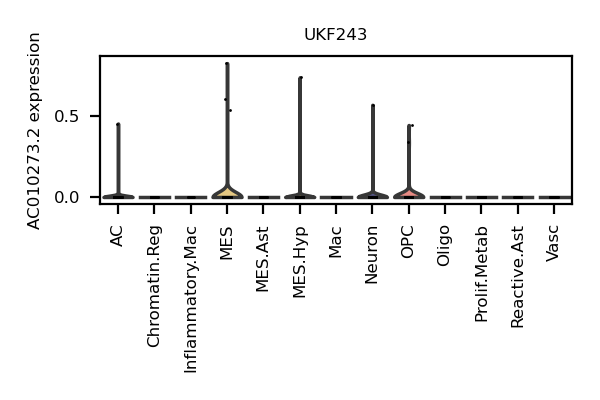 UKF243
AC010273.2 expression
0.5
0.0
AC
Chromatin.Reg
Inflammatory.Mac
MES
MES.Ast
MES.Hyp
Mac
Neuron
OPC
Oligo
Prolif.Metab
Reactive.Ast
Vasc